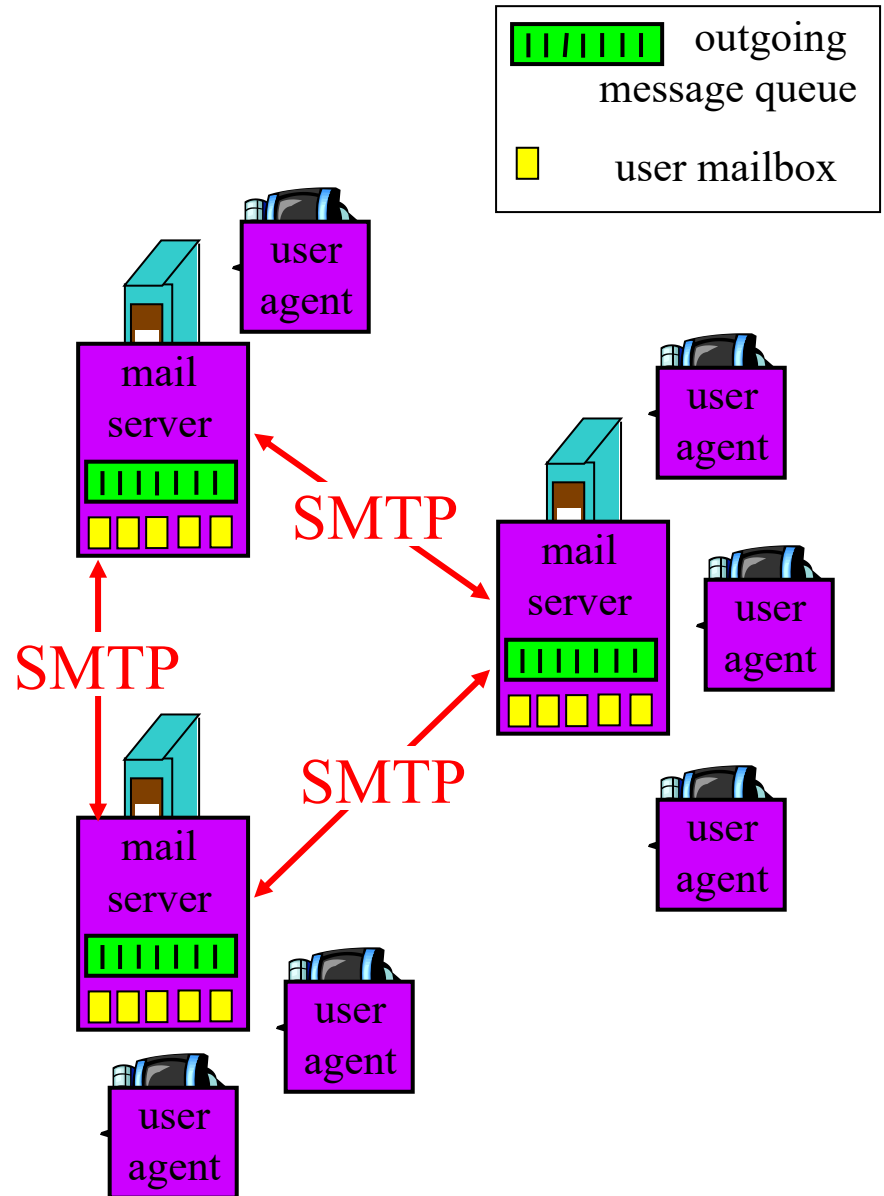 outgoing
message queue
user mailbox
user
agent
mail
server
user
agent
SMTP
mail
server
user
agent
SMTP
SMTP
mail
server
user
agent
user
agent
user
agent